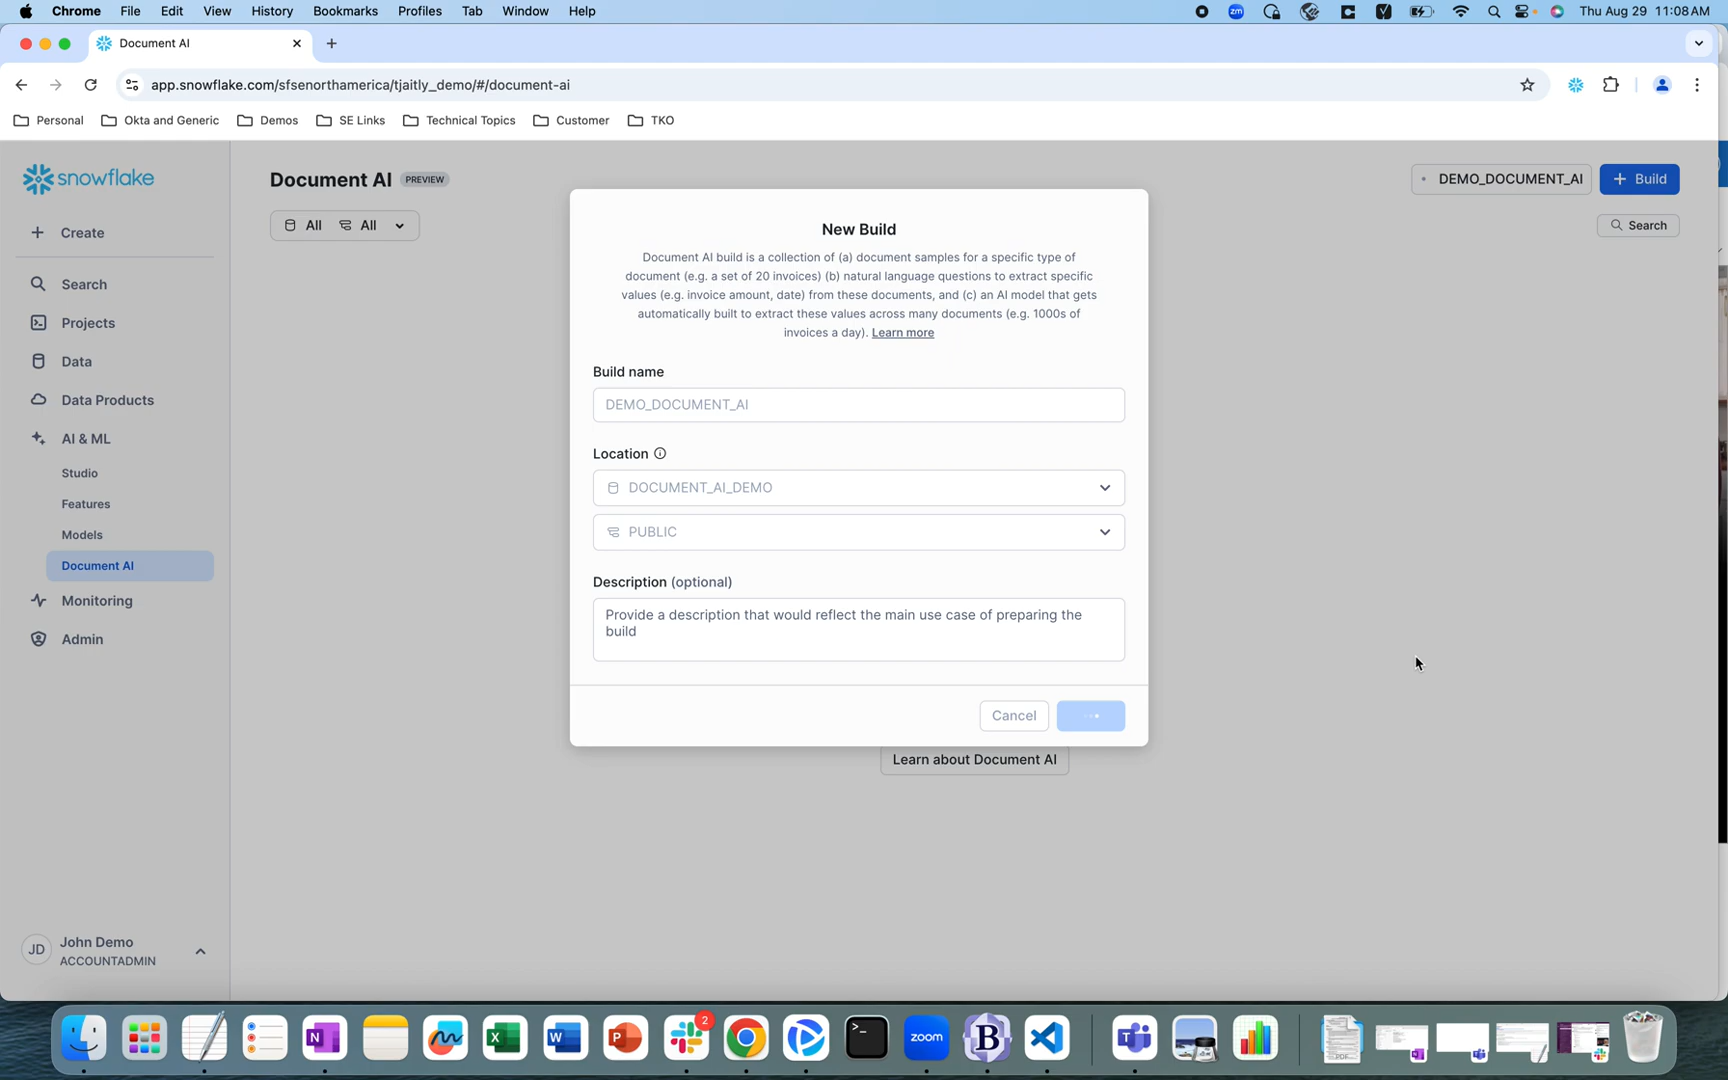 Chrome File Edit View History Bookmarks Profiles Tab Window Help zm Thu Aug 29 11:08 AM
Document AI
app.snowflake.com/sfsenorthamerica/tjaitly_demo/#/document-ai
Personal Okta and Generic Demos SE Links Technical Topics Customer TKO
snowflake
Create
Search
Projects
Data
Data Products
AI & ML
Studio
Features
Models
Document AI
Monitoring
Admin
JD John Demo
ACCOUNTADMIN
Document AI PREVIEW
DEMO_DOCUMENT_AI + Build
All All
Search
New Build
Document AI build is a collection of (a) document samples for a specific type of
document (e.g. a set of 20 invoices) (b) natural language questions to extract specific
values (e.g. invoice amount, date) from these documents, and (c) an AI model that gets
automatically built to extract these values across many documents (e.g. 1000s of
invoices a day). Learn more
Build name
DEMO_DOCUMENT_AI
Location
DOCUMENT_AI_DEMO
PUBLIC
Description (optional)
Provide a description that would reflect the main use case of preparing the
build
Cancel
Learn about Document AI
N X W P 2 zoom B
PDF